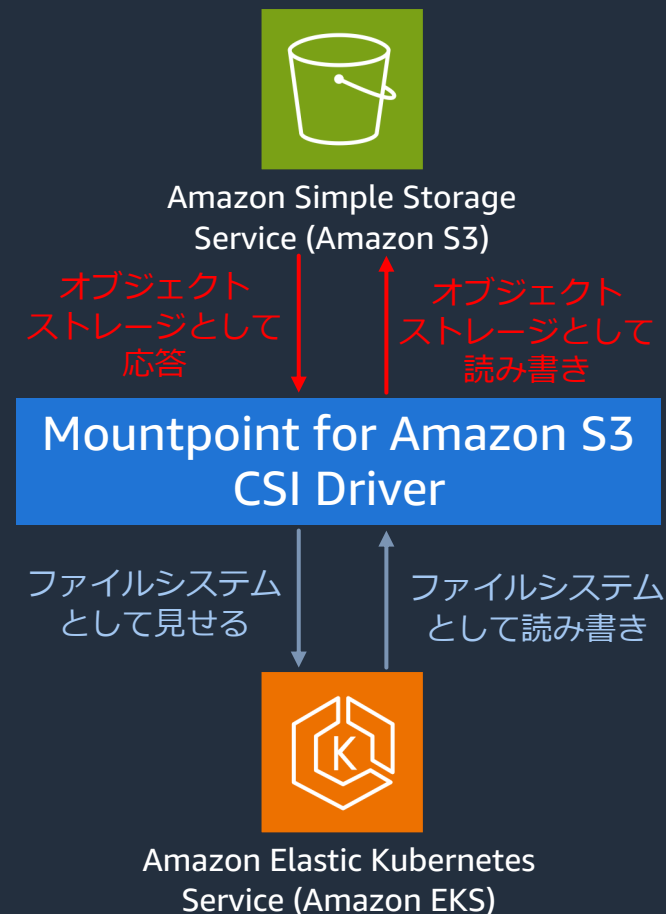 Amazon Simple Storage
Service (Amazon S3)
オブジェクト
ストレージとして
応答
オブジェクト
ストレージとして
読み書き
Mountpoint for Amazon S3
CSI Driver
ファイルシステム
として見せる
ファイルシステム
として読み書き
K
Amazon Elastic Kubernetes
Service (Amazon EKS)